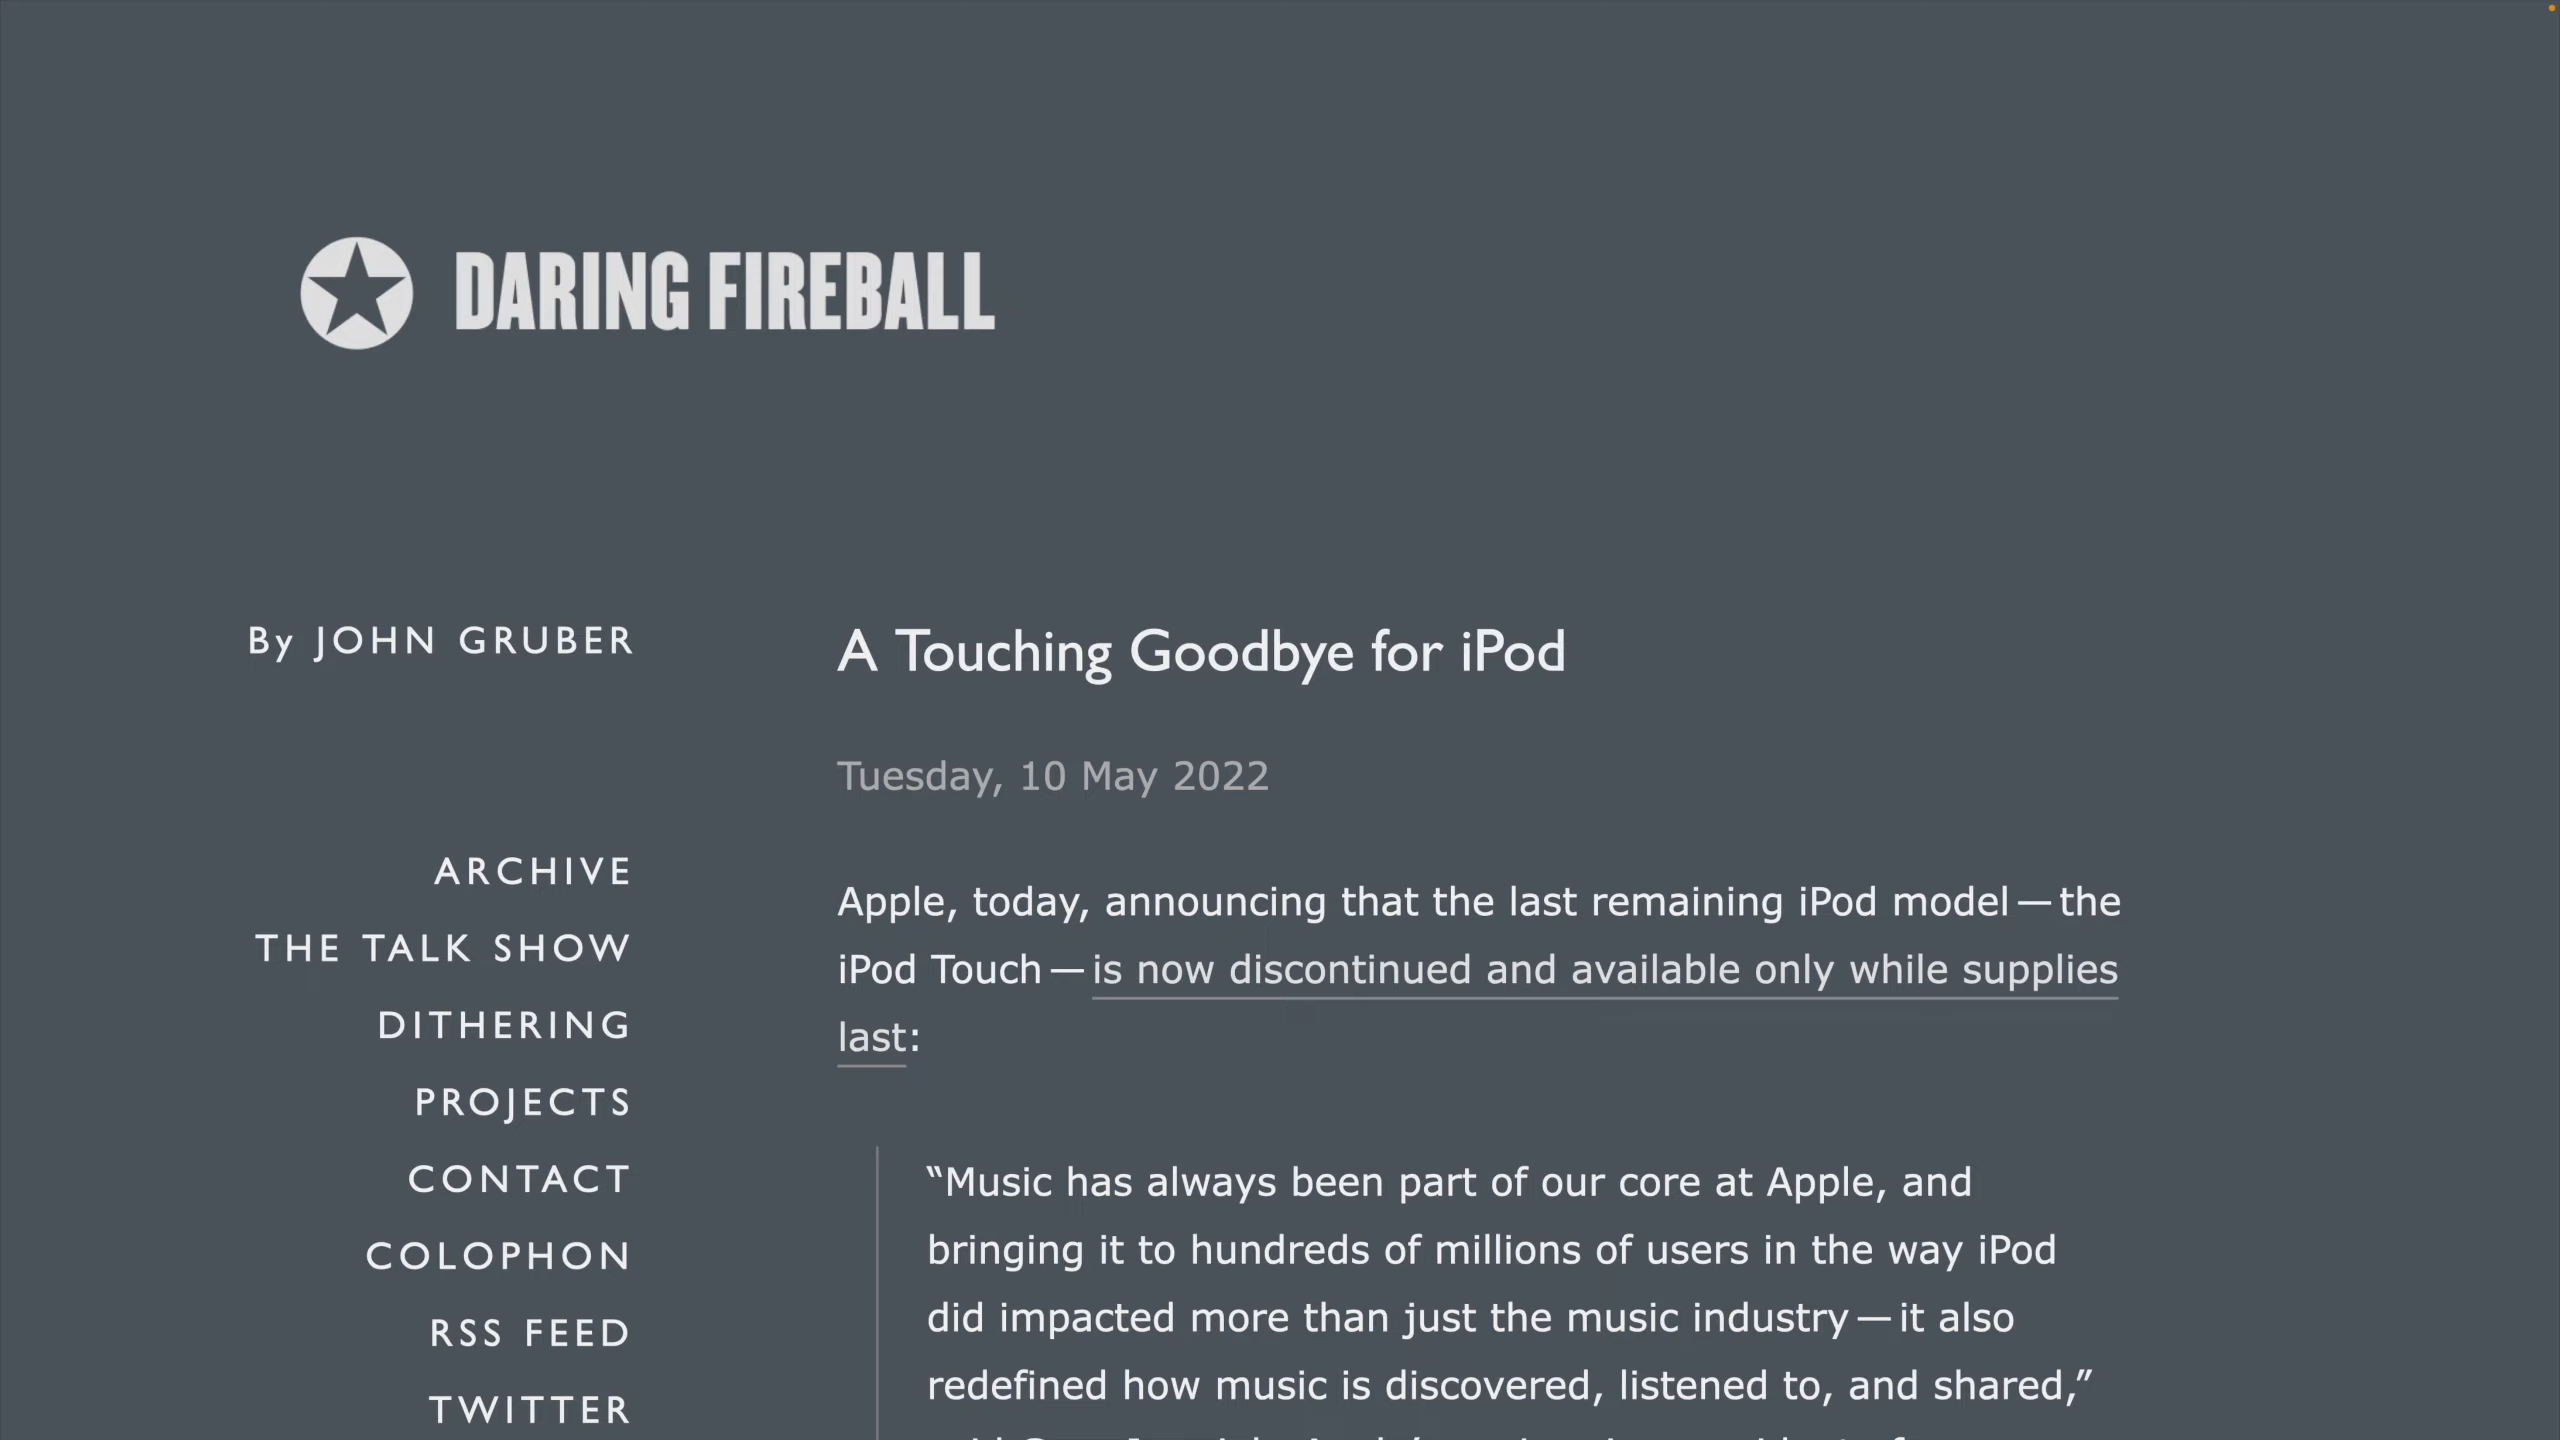 DARING FIREBALL
By JOHN GRUBER
ARCHIVE
THE TALK SHOW
DITHERING
PROJECTS
CONTACT
COLOPHON
RSS FEED
TWITTER
A Touching Goodbye for iPod
Tuesday, 10 May 2022
Apple, today, announcing that the last remaining iPod model — the
iPod Touch — is now discontinued and available only while supplies
last:
“Music has always been part of our core at Apple, and
bringing it to hundreds of millions of users in the way iPod
did impacted more than just the music industry — it also
redefined how music is discovered, listened to, and shared,”